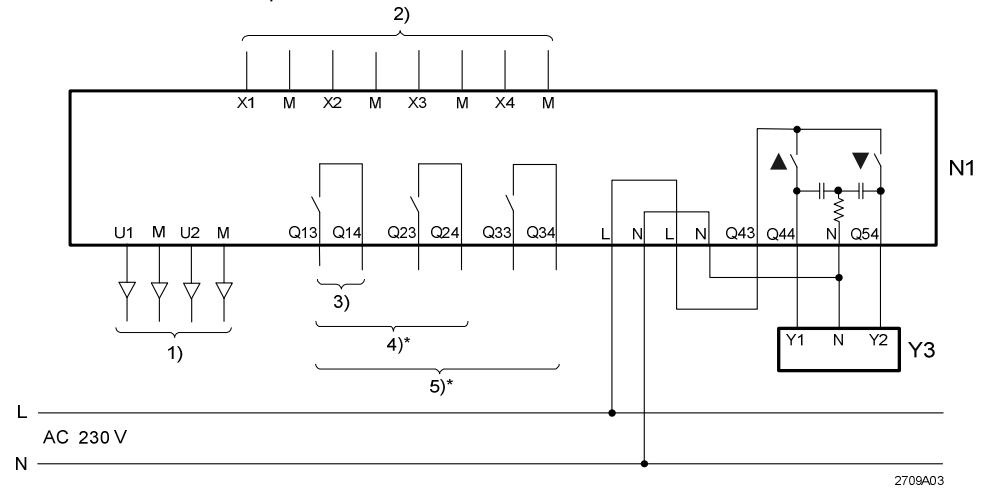 2)
X1 M X2 M X3 M X4 M
N1
U1 M U2 M Q13 Q14 Q23 Q24 Q33 Q34 L N L N Q43 Q44 N Q54
3)
1)
4)*
5)*
Y1 N Y2
Y3
L
AC 230 V
N
2709A03